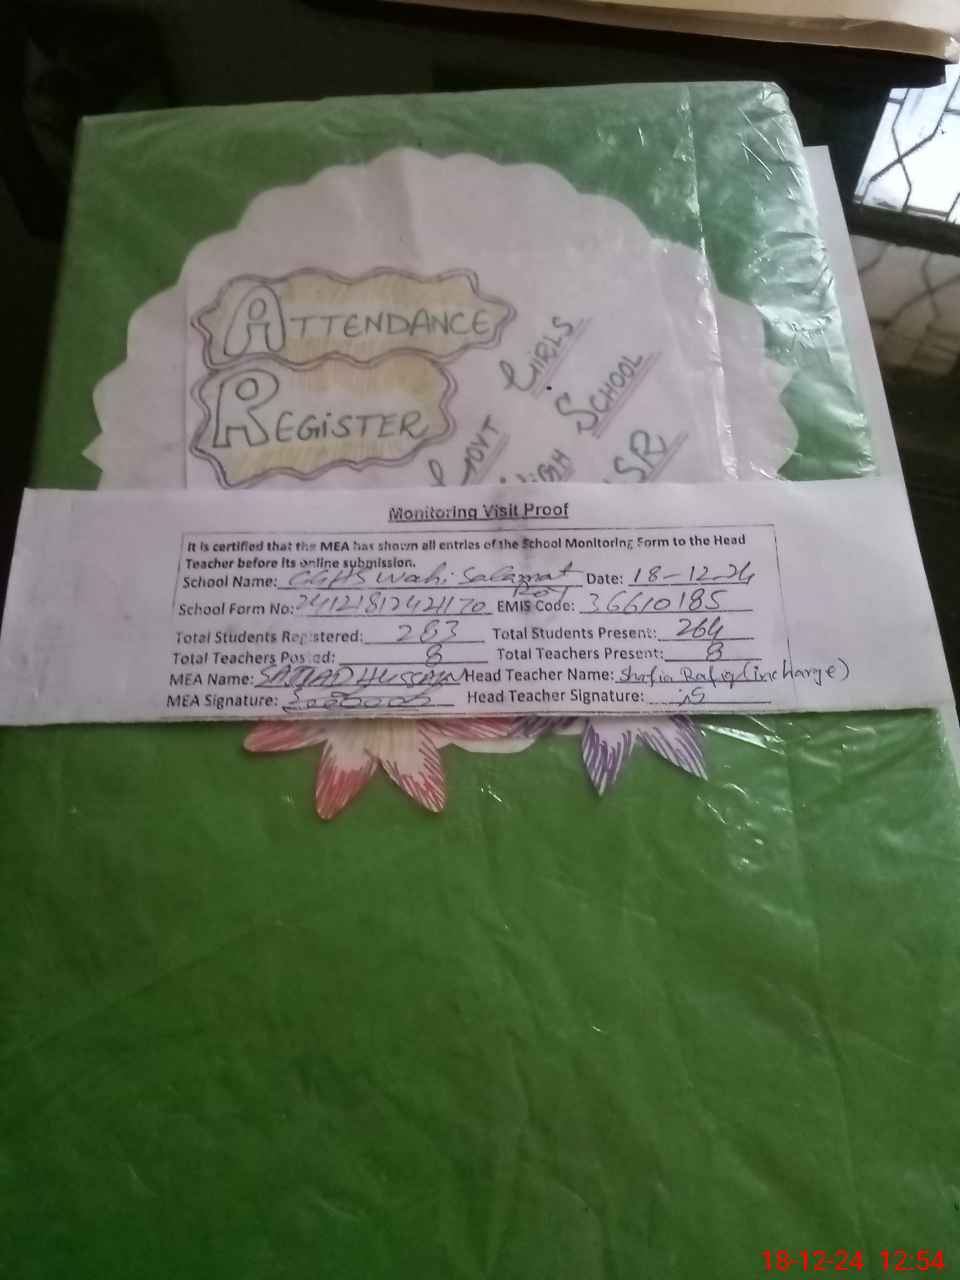 ATTENDANCE
REGISTER
GOVT GIRLS
HIGH SCHOOL
SR
Monitoring Visit Proof
It is certified that the MEA has shown all entries of the School Monitoring Form to the Head
Teacher before its online submission.
School Name: GGHS Wahi Salamat Date: 18-12-24
School Form No: EMIS Code: 36610185
Total Students Registered: 283 Total Students Present: 264
Total Teachers Posted: 8 Total Teachers Present: 8
MEA Name: SAJJAD HUSSAIN Head Teacher Name: Shafia Rafiq (incharge)
MEA Signature: Head Teacher Signature:
18-12-24 12:54